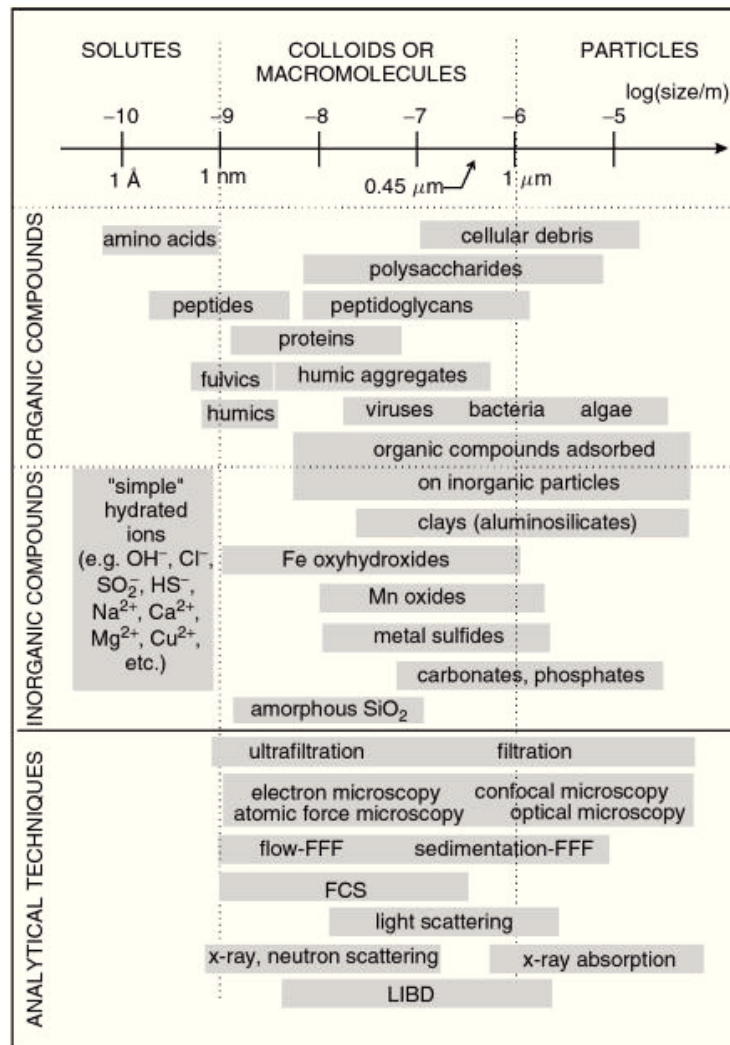 SOLUTES
COLLOIDS OR
MACROMOLECULES
PARTICLES
log(size/m)
−10 −9 −8 −7 −6 −5
1 Å 1 nm 0.45 μm 1 μm
ORGANIC COMPOUNDS
amino acids
cellular debris
polysaccharides
peptides
peptidoglycans
proteins
fulvics
humic aggregates
humics
viruses bacteria algae
organic compounds adsorbed
on inorganic particles
INORGANIC COMPOUNDS
"simple"
hydrated
ions
(e.g. OH⁻, Cl⁻,
SO₂⁻, HS⁻,
Na²⁺, Ca²⁺,
Mg²⁺, Cu²⁺,
etc.)
clays (aluminosilicates)
Fe oxyhydroxides
Mn oxides
metal sulfides
carbonates, phosphates
amorphous SiO₂
ANALYTICAL TECHNIQUES
ultrafiltration filtration
electron microscopy confocal microscopy
atomic force microscopy optical microscopy
flow-FFF sedimentation-FFF
FCS
light scattering
x-ray, neutron scattering x-ray absorption
LIBD